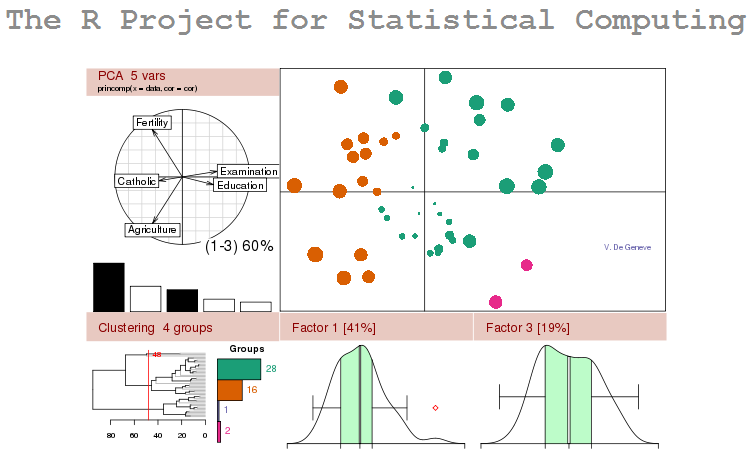 The R Project for Statistical Computing
PCA 5 vars
princomp(x = data, cor = cor)
Fertility
Examination
Catholic
Education
Agriculture
(1-3) 60%
V. De Geneve
Clustering 4 groups
Factor 1 [41%]
Factor 3 [19%]
Groups
48
28
16
1
2
80 60 40 20 0